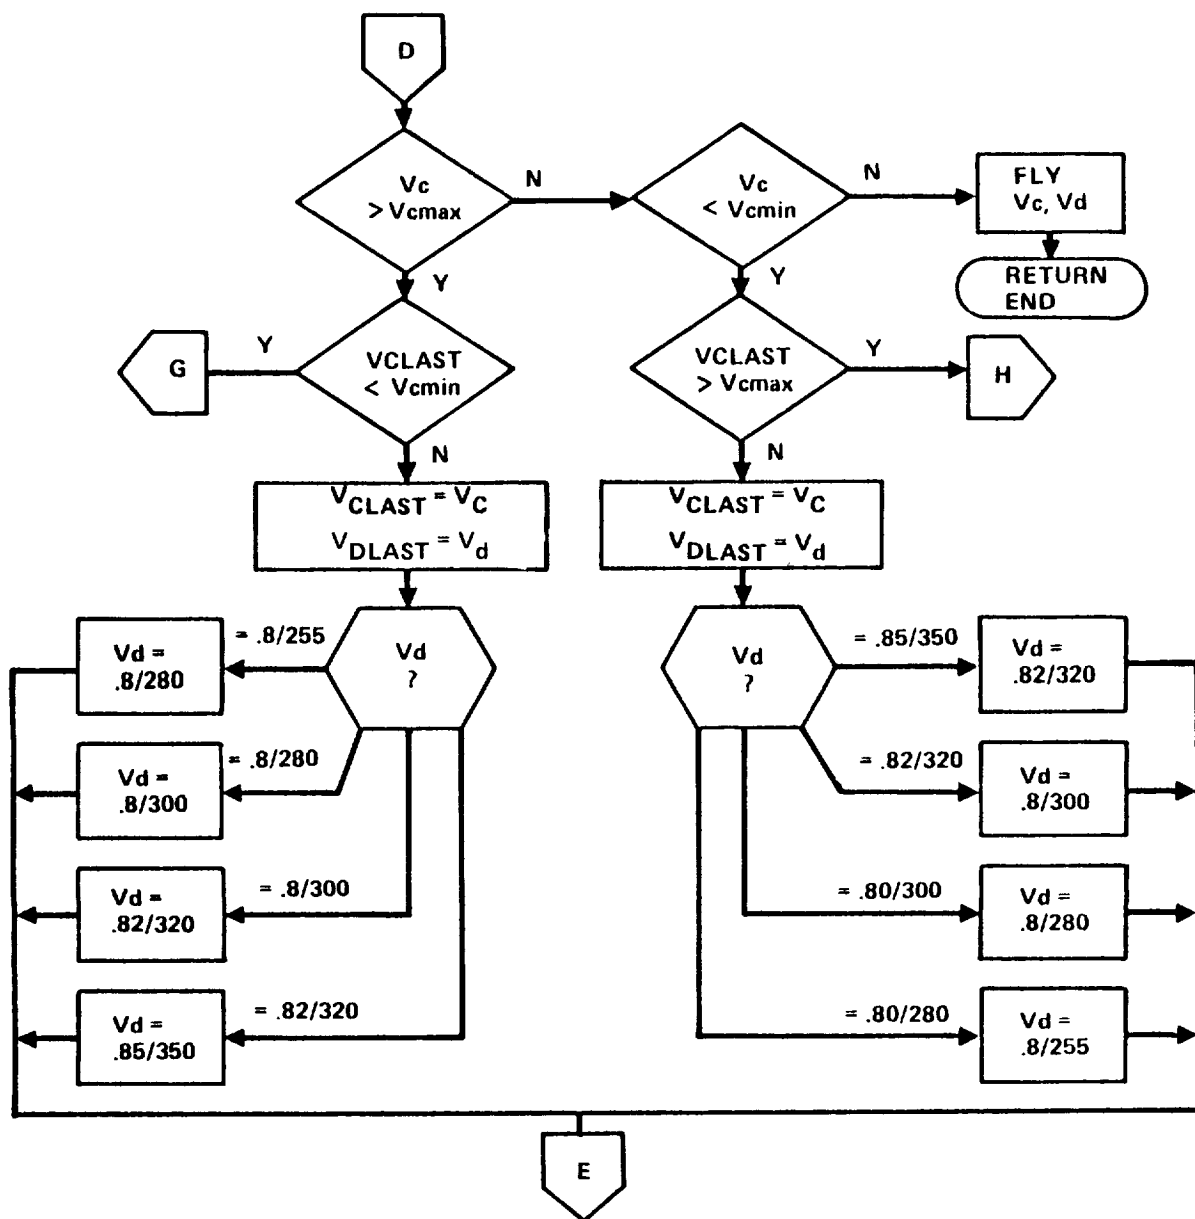 D
Vc
> Vcmax
N
Vc
< Vcmin
N
FLY
Vc, Vd
RETURN
END
Y
Y
G
Y
VCLAST
< Vcmin
VCLAST
> Vcmax
Y
H
N
N
VCLAST = VC
VDLAST = Vd
VCLAST = VC
VDLAST = Vd
Vd =
.8/280
= .8/255
Vd
?
Vd
?
= .85/350
Vd =
.82/320
Vd =
.8/300
= .8/280
= .82/320
Vd =
.8/300
Vd =
.82/320
= .8/300
= .80/300
Vd =
.8/280
Vd =
.85/350
= .82/320
= .80/280
Vd =
.8/255
E